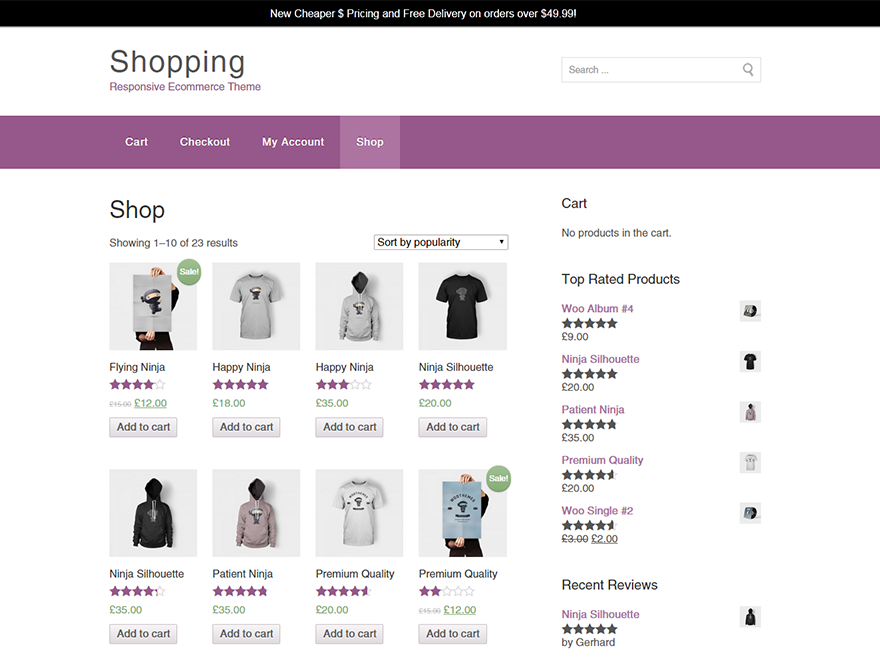 New Cheaper $ Pricing and Free Delivery on orders over $49.99!
Shopping
Responsive Ecommerce Theme
Search ...
Cart
Checkout
My Account
Shop
Shop
Showing 1–10 of 23 results
Sort by popularity
Sale!
Flying Ninja
£15.00 £12.00
Add to cart
Happy Ninja
£18.00
Add to cart
Happy Ninja
£35.00
Add to cart
Ninja Silhouette
£20.00
Add to cart
Ninja Silhouette
£35.00
Add to cart
Patient Ninja
£35.00
Add to cart
Premium Quality
£20.00
Add to cart
Sale!
WOOTHEMES
Premium Quality
£15.00 £12.00
Add to cart
Cart
No products in the cart.
Top Rated Products
Woo Album #4
£9.00
Ninja Silhouette
£20.00
Patient Ninja
£35.00
Premium Quality
£20.00
Woo Single #2
£3.00 £2.00
Recent Reviews
Ninja Silhouette
by Gerhard